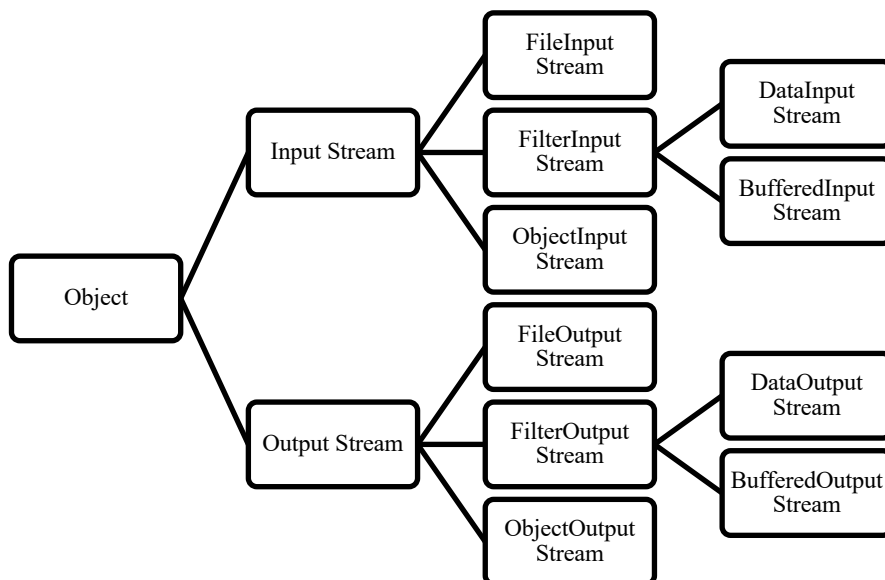 FileInput
Stream
DataInput
Stream
Input Stream
FilterInput
Stream
BufferedInput
Stream
ObjectInput
Stream
Object
FileOutput
Stream
DataOutput
Stream
Output Stream
FilterOutput
Stream
BufferedOutput
Stream
ObjectOutput
Stream